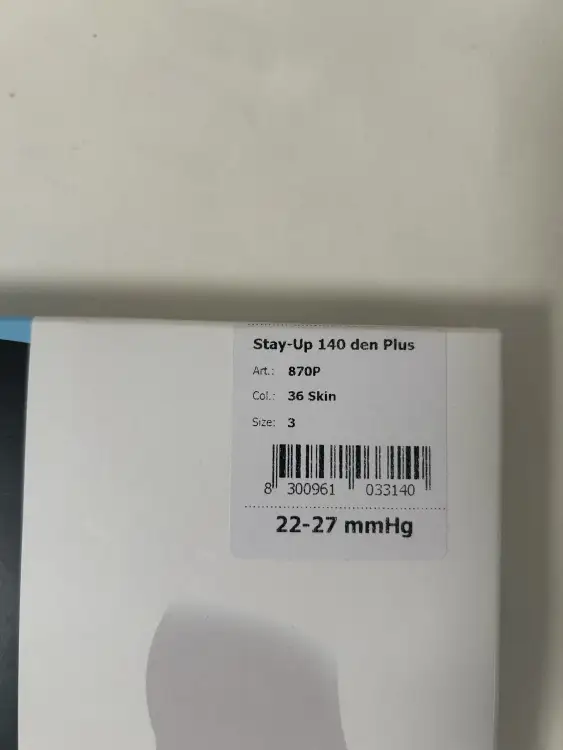 Stay-Up 140 den Plus
Art.: 870P
Col.: 36 Skin
Size: 3
8 300961 033140
22-27 mmHg